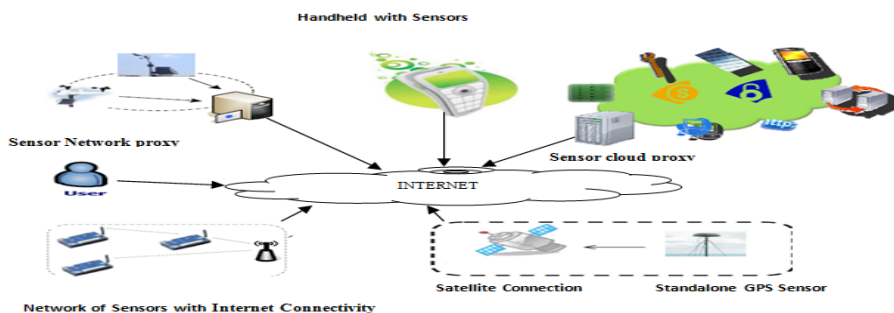 Handheld with Sensors
Sensor Network proxy
Sensor cloud proxy
http
User
INTERNET
Satellite Connection
Standalone GPS Sensor
Network of Sensors with Internet Connectivity